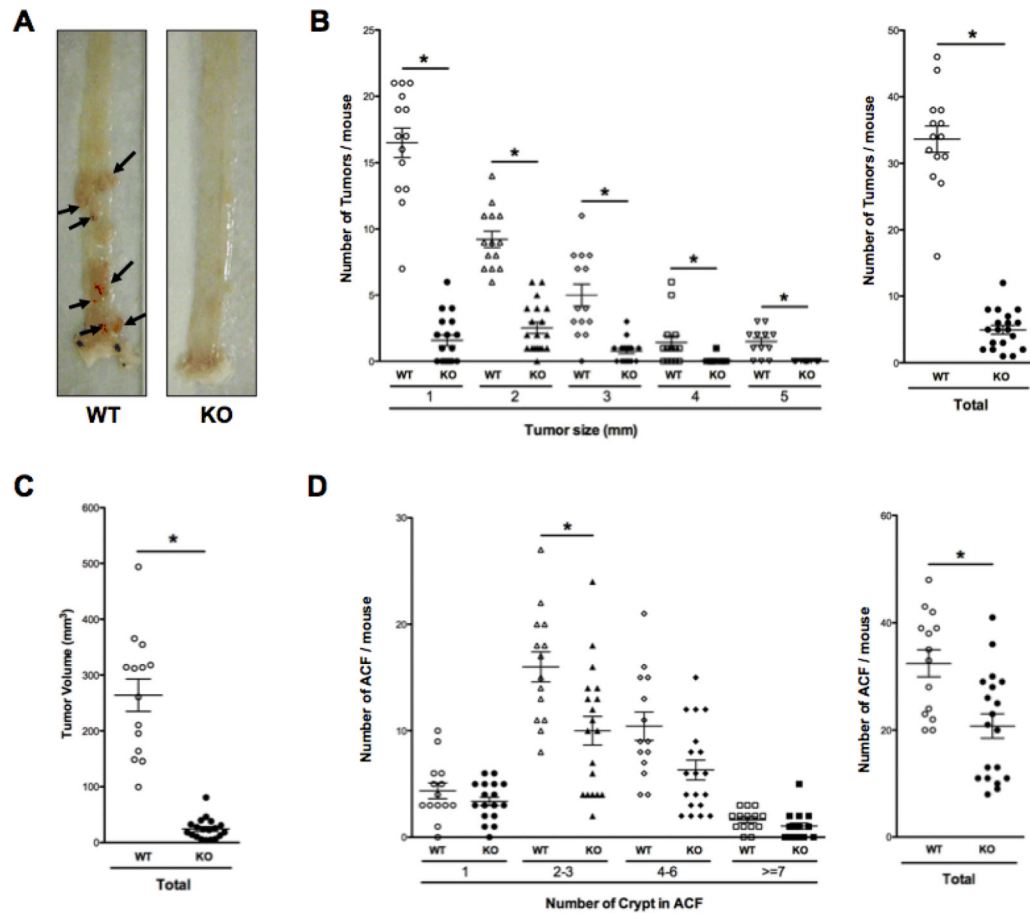 A
WT
KO
B
Number of Tumors / mouse
25
20
15
10
5
0
*
*
*
*
*
WT KO WT KO WT KO WT KO WT KO
1 2 3 4 5
Tumor size (mm)
Number of Tumors / mouse
50
40
30
20
10
0
*
WT KO
Total
C
Tumor Volume (mm³)
600
500
400
300
200
100
0
*
WT KO
Total
D
Number of ACF / mouse
30
20
10
0
*
WT KO WT KO WT KO WT KO
1 2-3 4-6 >=7
Number of Crypt in ACF
Number of ACF / mouse
60
40
20
0
*
WT KO
Total